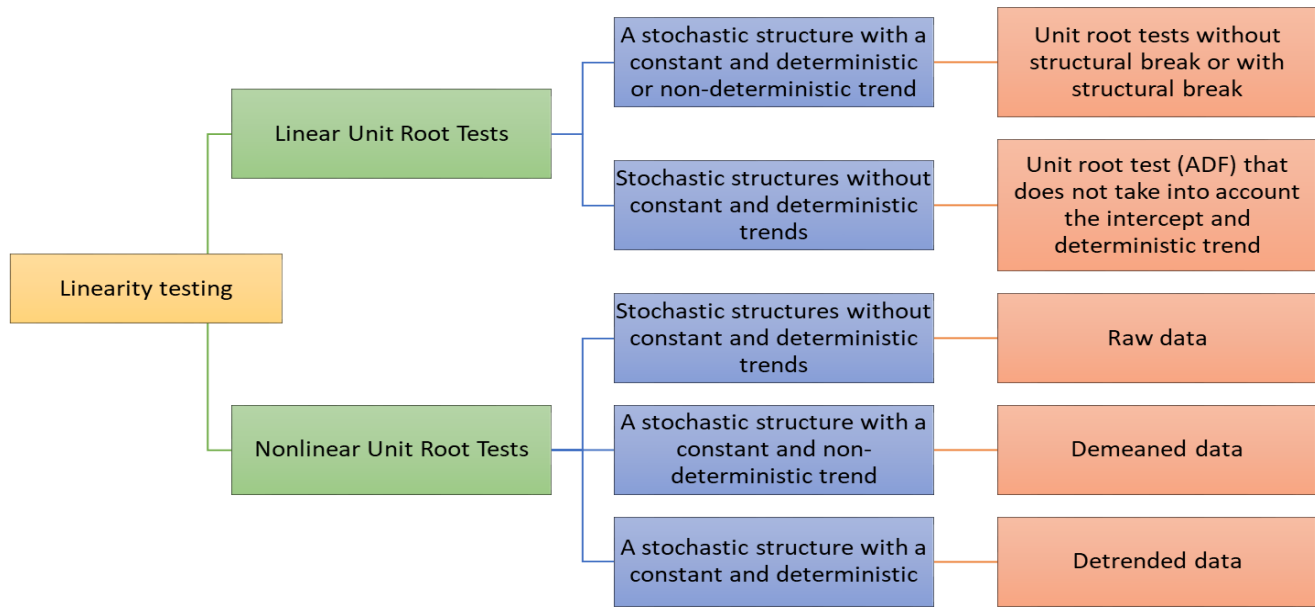 Linearity testing
Linear Unit Root Tests
A stochastic structure with a
constant and deterministic
or non-deterministic trend
Unit root tests without
structural break or with
structural break
Stochastic structures without
constant and deterministic
trends
Unit root test (ADF) that
does not take into account
the intercept and
deterministic trend
Nonlinear Unit Root Tests
Stochastic structures without
constant and deterministic
trends
Raw data
A stochastic structure with a
constant and non-
deterministic trend
Demeaned data
A stochastic structure with a
constant and deterministic
Detrended data